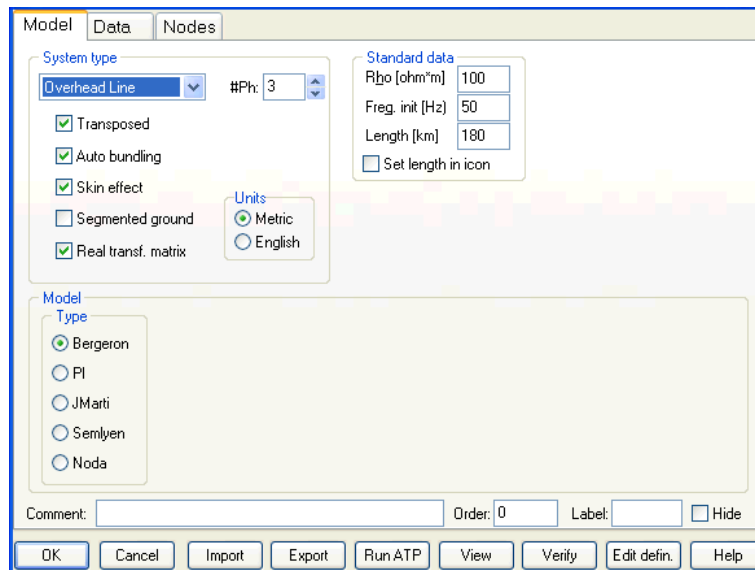 Model Data Nodes
System type
Overhead Line #Ph: 3
Transposed
Auto bundling
Skin effect
Segmented ground
Real transf. matrix
Units
Metric
English
Standard data
Rho [ohm*m] 100
Freq. init [Hz] 50
Length [km] 180
Set length in icon
Model
Type
Bergeron
PI
JMarti
Semlyen
Noda
Comment: Order: 0 Label: Hide
OK Cancel Import Export Run ATP View Verify Edit defin. Help